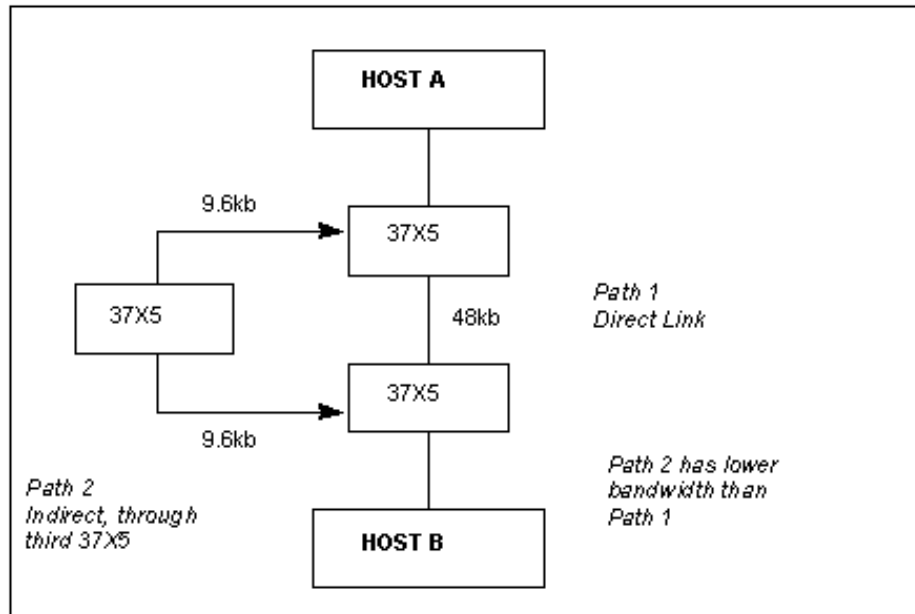 HOST A
9.6kb
37X5
37X5
48kb
Path 1
Direct Link
37X5
9.6kb
Path 2
Indirect, through
third 37X5
Path 2 has lower
bandwidth than
Path 1
HOST B